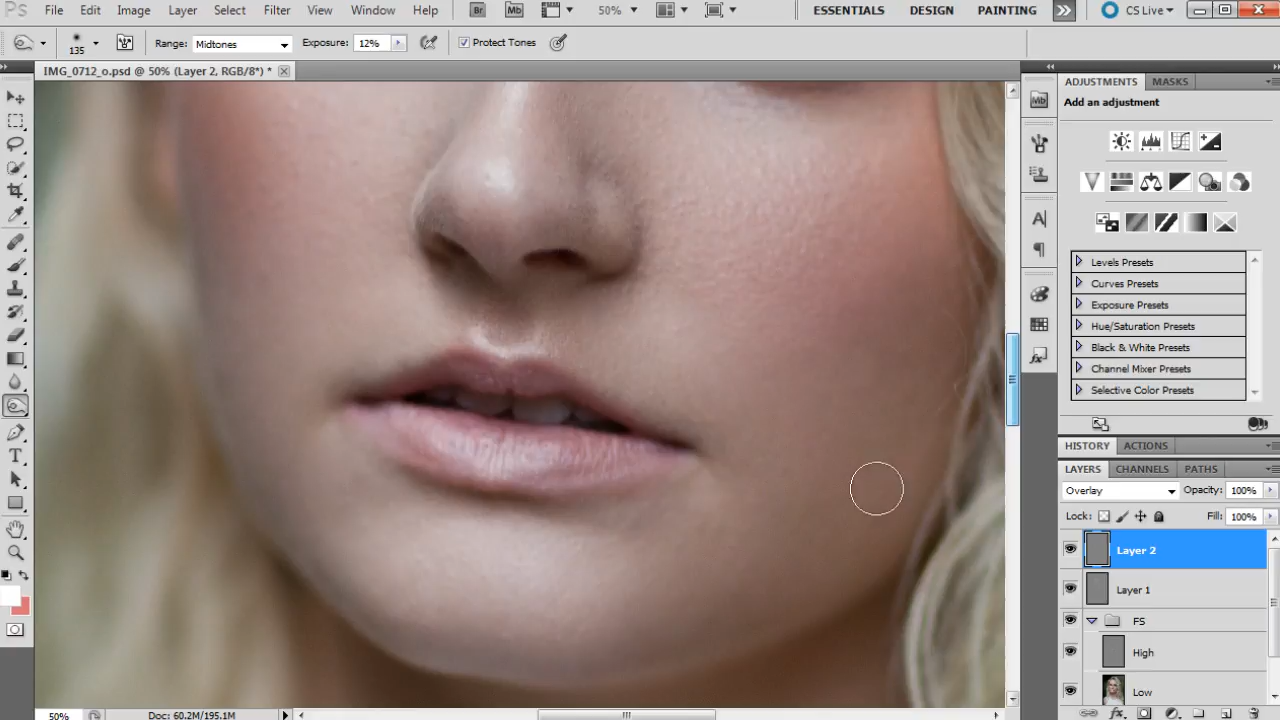 Ps File Edit Image Layer Select Filter View Window Help Br Mb 50% ESSENTIALS DESIGN PAINTING CS Live
135 Range: Midtones Exposure: 12% Protect Tones
IMG_0712_o.psd @ 50% (Layer 2, RGB/8*) *
ADJUSTMENTS MASKS
Add an adjustment
Mb
A
Levels Presets
Curves Presets
Exposure Presets
Hue/Saturation Presets
Black & White Presets
Channel Mixer Presets
Selective Color Presets
HISTORY ACTIONS
LAYERS CHANNELS PATHS
Overlay Opacity: 100%
Lock: Fill: 100%
Layer 2
Layer 1
FS
High
Low
T
50% Doc: 60.2M/195.1M